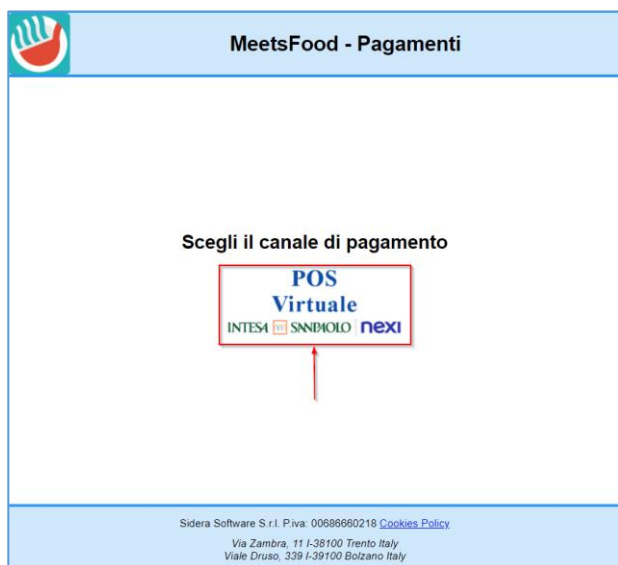 MeetsFood - Pagamenti
Scegli il canale di pagamento
POS
Virtuale
INTESA SANPAOLO nexi
Sidera Software S.r.l. P.iva: 00686660218 Cookies Policy
Via Zambra, 11 I-38100 Trento Italy
Viale Druso, 339 I-39100 Bolzano Italy